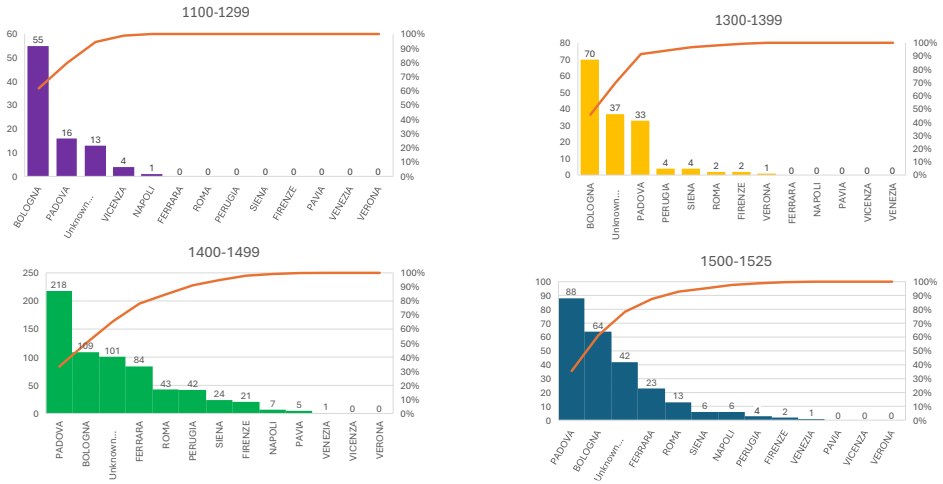 1100-1299
60
50
40
30
20
10
0
55
16
13
4
1
0
0
0
0
0
0
0
0
100%
90%
80%
70%
60%
50%
40%
30%
20%
10%
0%
BOLOGNA
PADOVA
Unknown...
VICENZA
NAPOLI
FERRARA
ROMA
PERUGIA
SIENA
FIRENZE
PAVIA
VENEZIA
VERONA
1300-1399
80
70
60
50
40
30
20
10
0
70
37
33
4
4
2
2
1
0
0
0
0
0
100%
90%
80%
70%
60%
50%
40%
30%
20%
10%
0%
BOLOGNA
Unknown...
PADOVA
PERUGIA
SIENA
ROMA
FIRENZE
VERONA
FERRARA
NAPOLI
PAVIA
VICENZA
VENEZIA
1400-1499
250
200
150
100
50
0
218
109
101
84
43
42
24
21
7
5
1
0
0
100%
90%
80%
70%
60%
50%
40%
30%
20%
10%
0%
PADOVA
BOLOGNA
Unknown...
FERRARA
ROMA
PERUGIA
SIENA
FIRENZE
NAPOLI
PAVIA
VENEZIA
VICENZA
VERONA
1500-1525
100
90
80
70
60
50
40
30
20
10
0
88
64
42
23
13
6
6
4
2
1
0
0
0
100%
90%
80%
70%
60%
50%
40%
30%
20%
10%
0%
PADOVA
BOLOGNA
Unknown...
FERRARA
ROMA
SIENA
NAPOLI
PERUGIA
FIRENZE
VENEZIA
PAVIA
VICENZA
VERONA